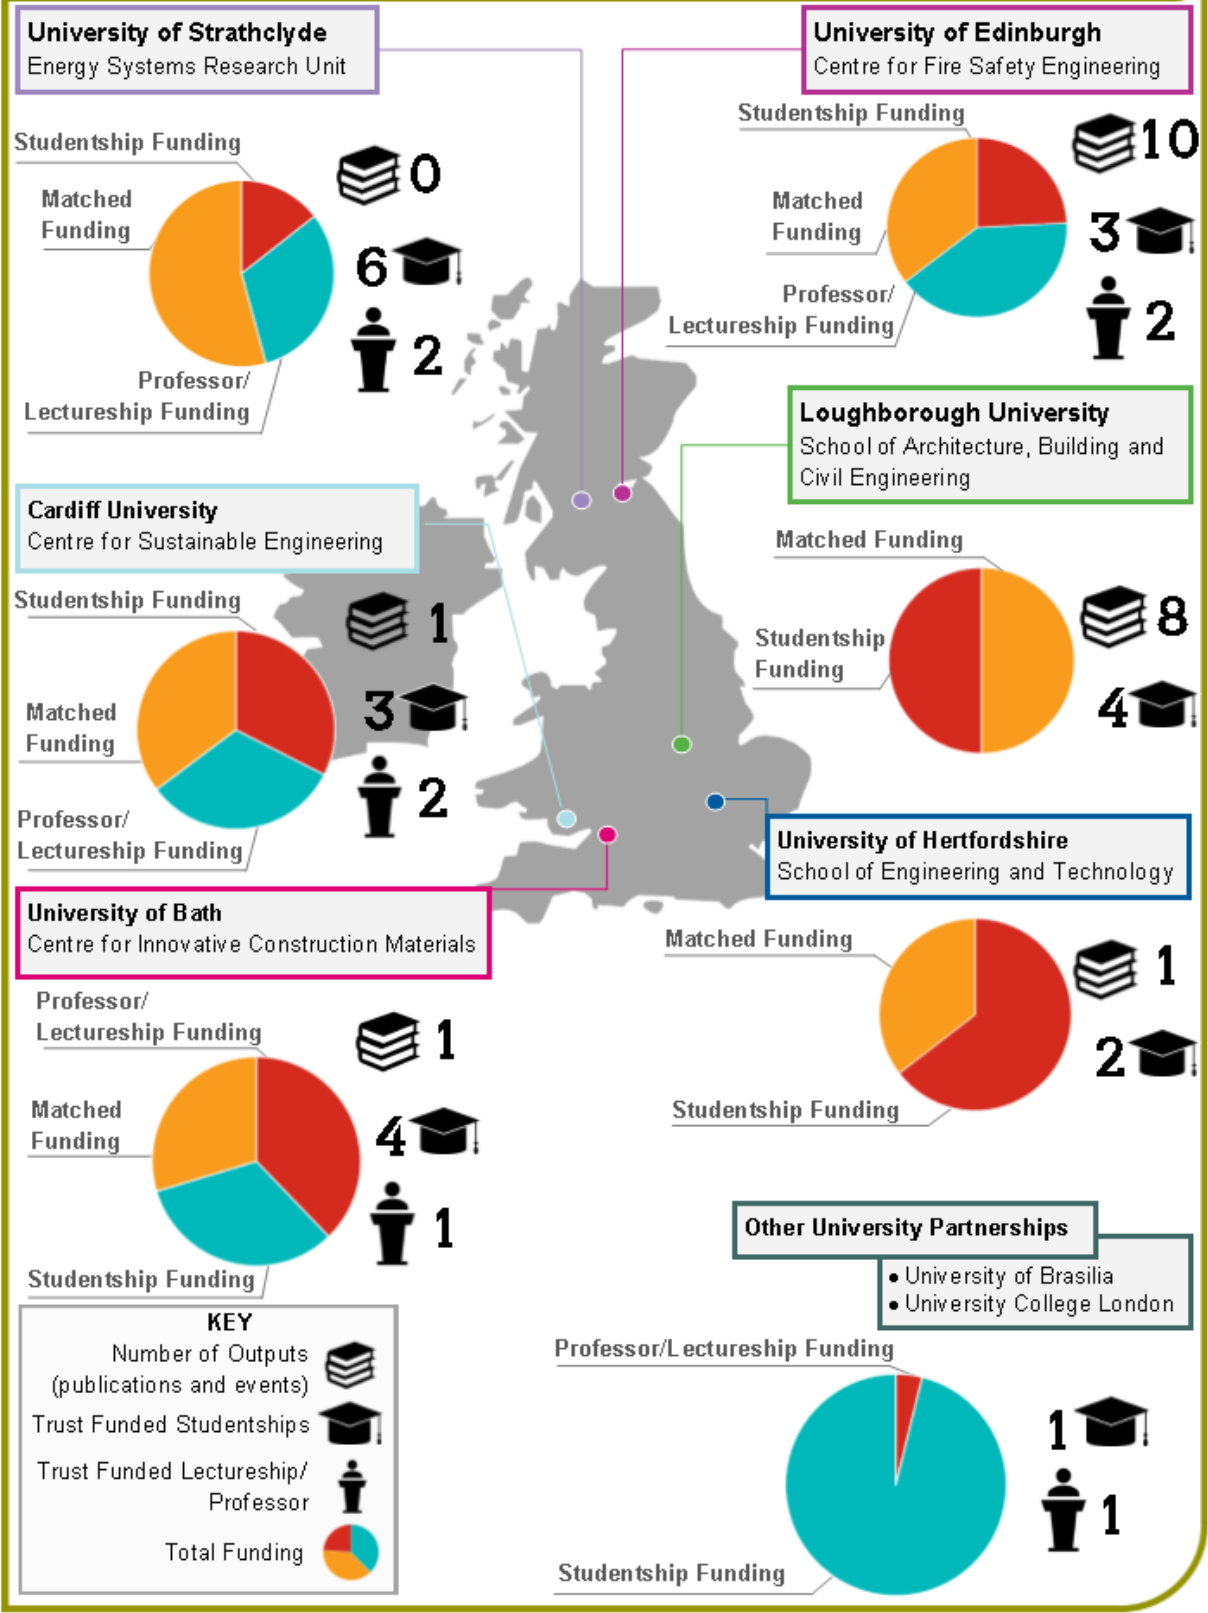 University of Strathclyde
Energy Systems Research Unit
Studentship Funding
Matched
Funding
Professor/
Lectureship Funding
0
6
2
University of Edinburgh
Centre for Fire Safety Engineering
Studentship Funding
Matched
Funding
Professor/
Lectureship Funding
10
3
2
Cardiff University
Centre for Sustainable Engineering
Studentship Funding
Matched
Funding
Professor/
Lectureship Funding
1
3
2
Loughborough University
School of Architecture, Building and
Civil Engineering
Matched Funding
Studentship
Funding
8
4
University of Hertfordshire
School of Engineering and Technology
Matched Funding
Studentship Funding
1
2
University of Bath
Centre for Innovative Construction Materials
Professor/
Lectureship Funding
Matched
Funding
Studentship Funding
1
4
1
Other University Partnerships
• University of Brasilia
• University College London
Professor/Lectureship Funding
Studentship Funding
1
1
KEY
Number of Outputs
(publications and events)
Trust Funded Studentships
Trust Funded Lectureship/
Professor
Total Funding